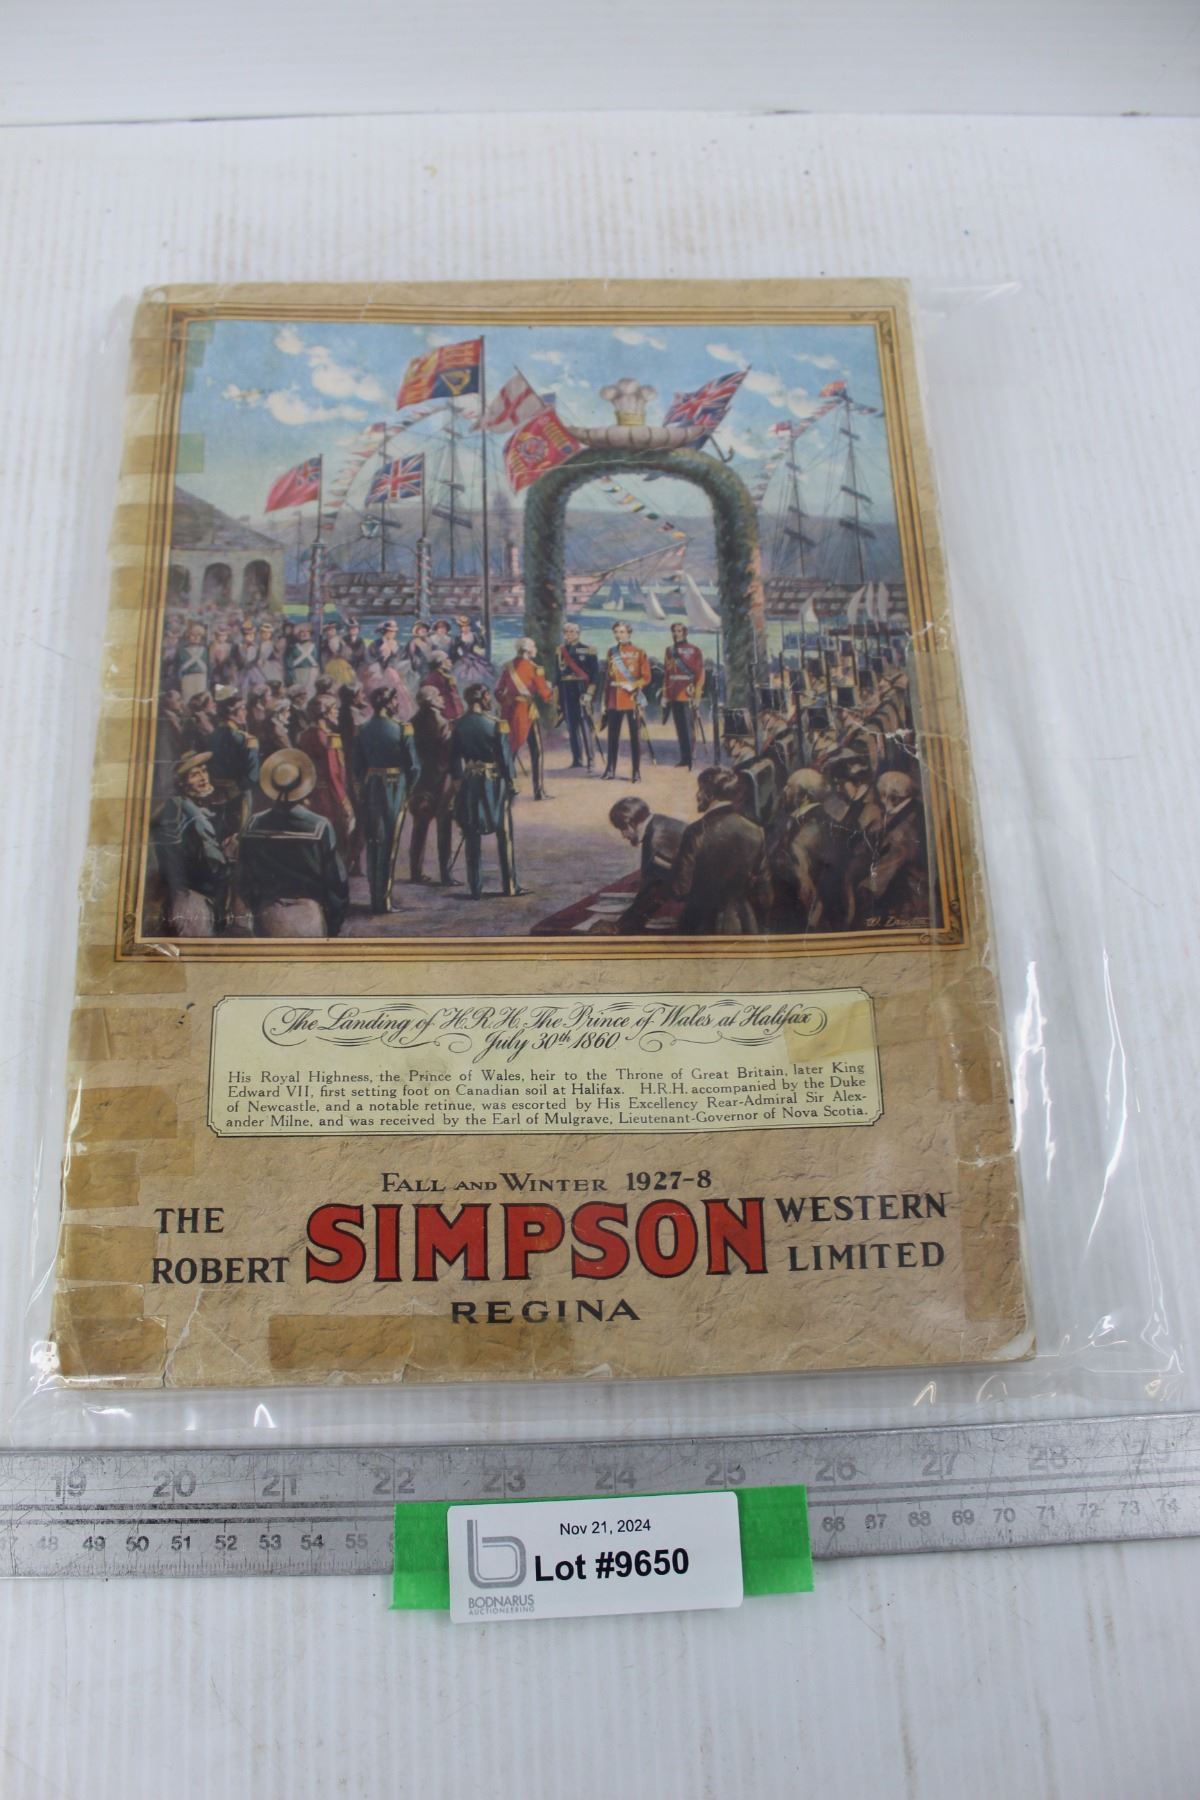 W. Dawson
The Landing of H.R.H. The Prince of Wales at Halifax
July 30th 1860
His Royal Highness, the Prince of Wales, heir to the Throne of Great Britain, later King
Edward VII, first setting foot on Canadian soil at Halifax. H.R.H. accompanied by the Duke
of Newcastle, and a notable retinue, was escorted by His Excellency Rear-Admiral Sir Alex-
ander Milne, and was received by the Earl of Mulgrave, Lieutenant-Governor of Nova Scotia.
FALL AND WINTER 1927-8
THE ROBERT SIMPSON WESTERN LIMITED
REGINA
19 20 21 22 23 24 25 26 27 28 29
47 48 49 50 51 52 53 54 55 66 67 68 69 70 71 72 73 74
Nov 21, 2024
Lot #9650
b
BODNARUS
AUCTIONEERING